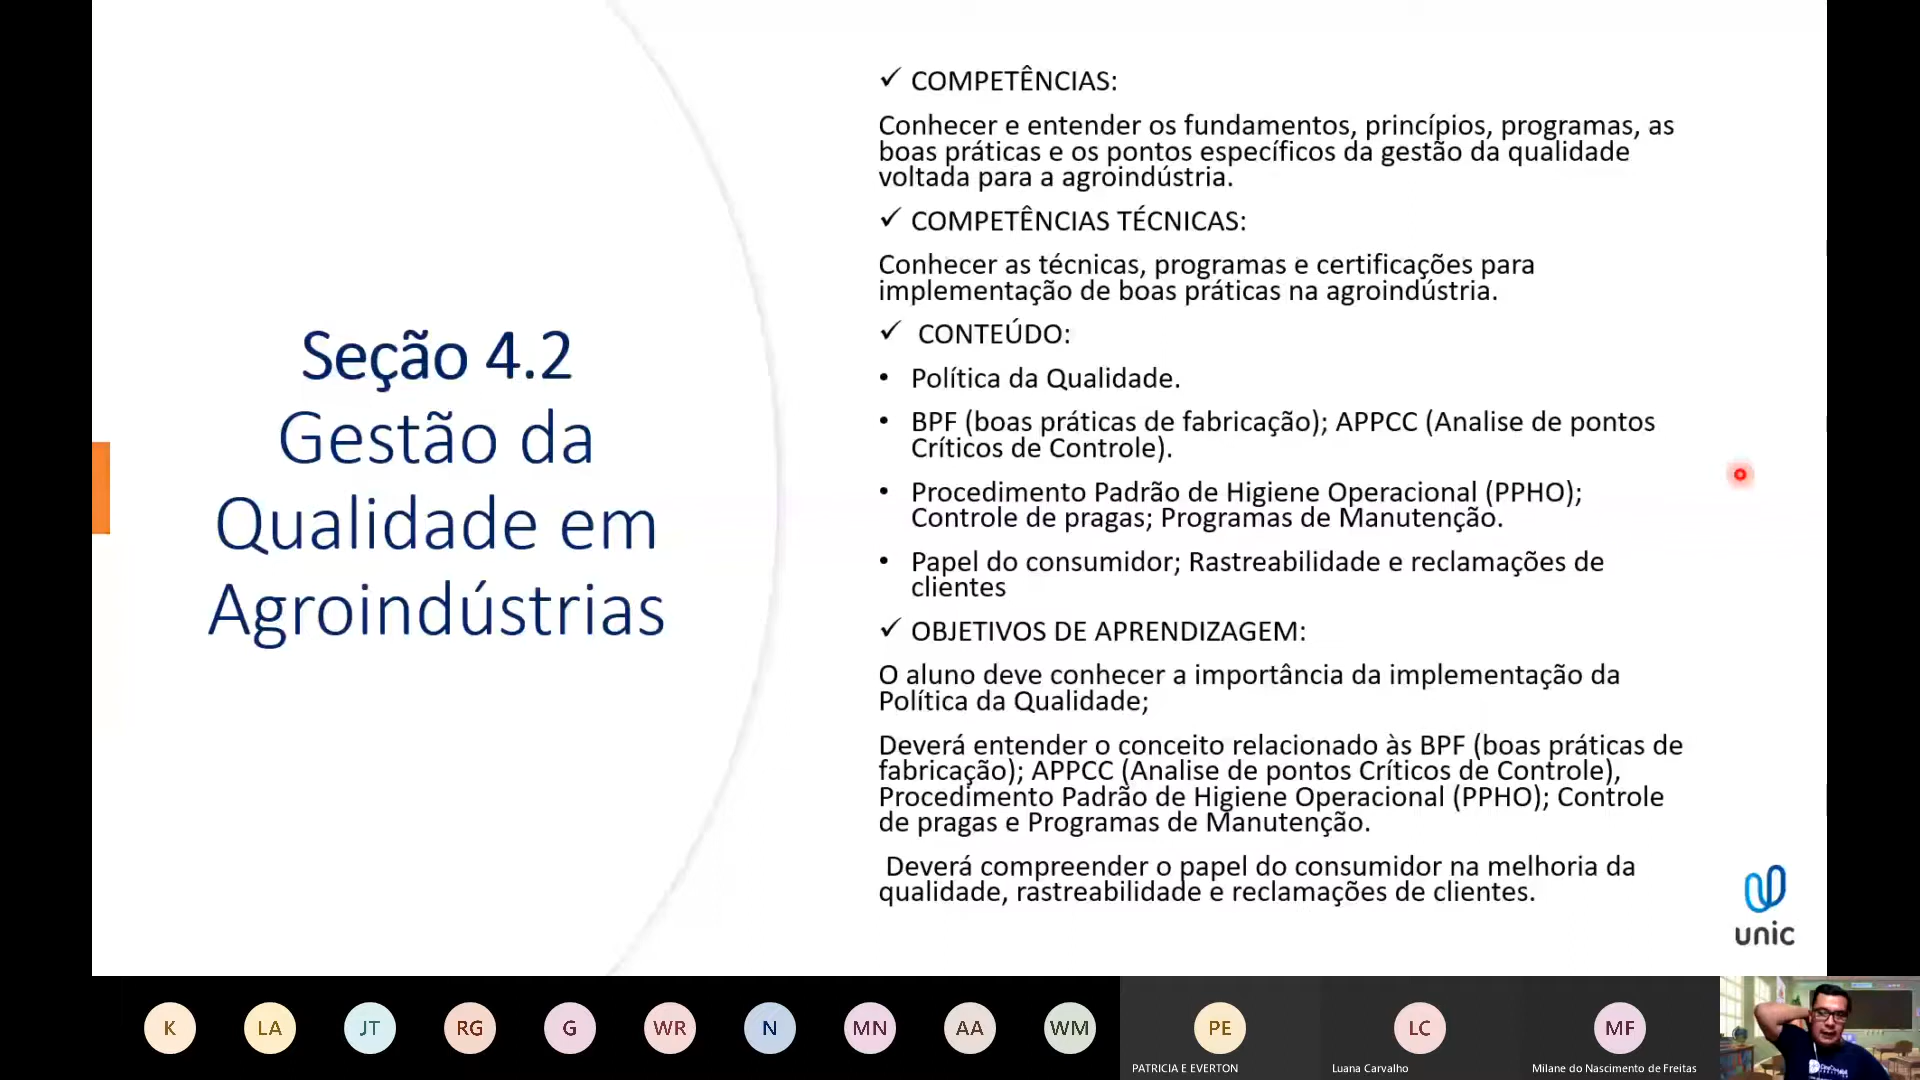 Seção 4.2
Gestão da
Qualidade em
Agroindústrias
✓ COMPETÊNCIAS:
Conhecer e entender os fundamentos, princípios, programas, as
boas práticas e os pontos específicos da gestão da qualidade
voltada para a agroindústria.
✓ COMPETÊNCIAS TÉCNICAS:
Conhecer as técnicas, programas e certificações para
implementação de boas práticas na agroindústria.
✓ CONTEÚDO:
• Política da Qualidade.
• BPF (boas práticas de fabricação); APPCC (Analise de pontos
Críticos de Controle).
• Procedimento Padrão de Higiene Operacional (PPHO);
Controle de pragas; Programas de Manutenção.
• Papel do consumidor; Rastreabilidade e reclamações de
clientes
✓ OBJETIVOS DE APRENDIZAGEM:
O aluno deve conhecer a importância da implementação da
Política da Qualidade;
Deverá entender o conceito relacionado às BPF (boas práticas de
fabricação); APPCC (Analise de pontos Críticos de Controle),
Procedimento Padrão de Higiene Operacional (PPHO); Controle
de pragas e Programas de Manutenção.
Deverá compreender o papel do consumidor na melhoria da
qualidade, rastreabilidade e reclamações de clientes.
unic
K LA JT RG G WR N MN AA WM PE LC MF
PATRICIA E EVERTON Luana Carvalho Milane do Nascimento de Freitas